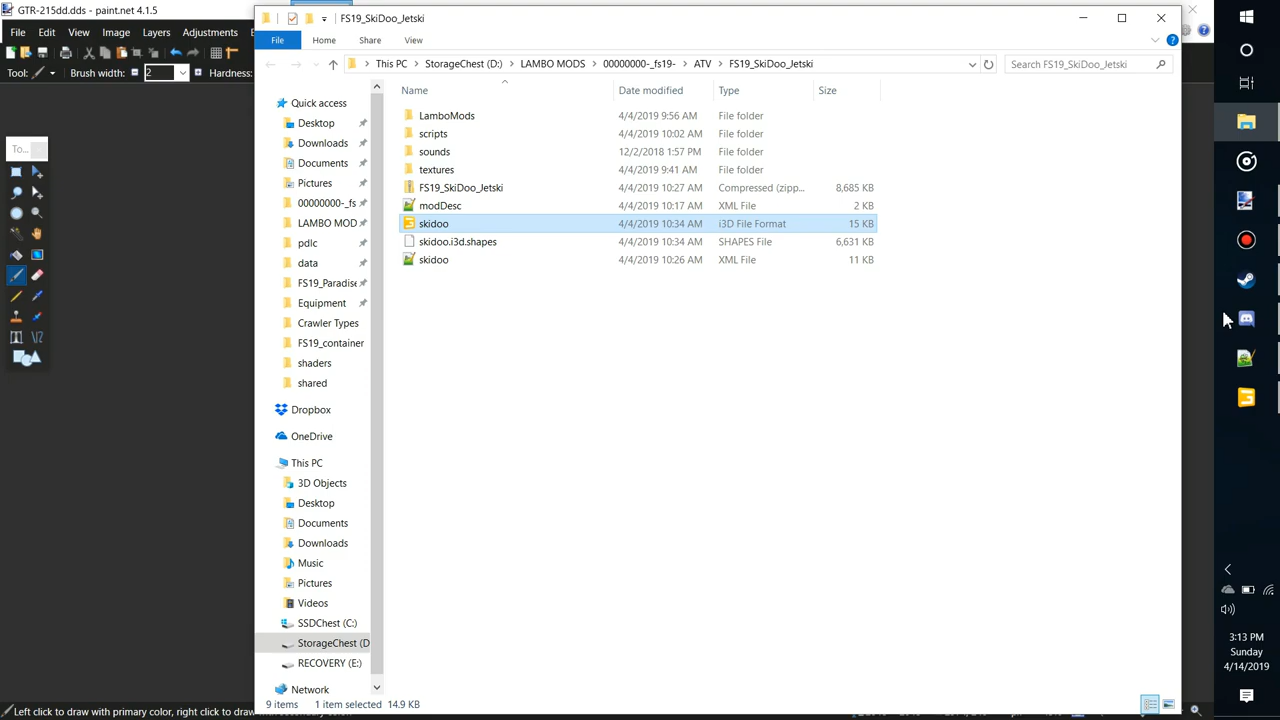 GTR-215dd.dds - paint.net 4.1.5
FS19_SkiDoo_Jetski
File Edit View Image Layers Adjustments
File Home Share View
Tool: Brush width: 2 Hardness:
This PC StorageChest (D:) LAMBO MODS 00000000-_fs19- ATV FS19_SkiDoo_Jetski
Search FS19_SkiDoo_Jetski
To...
Name Date modified Type Size
LamboMods 4/4/2019 9:56 AM File folder
scripts 4/4/2019 10:02 AM File folder
sounds 12/2/2018 1:57 PM File folder
textures 4/4/2019 9:41 AM File folder
FS19_SkiDoo_Jetski 4/4/2019 10:27 AM Compressed (zipp... 8,685 KB
modDesc 4/4/2019 10:17 AM XML File 2 KB
skidoo 4/4/2019 10:34 AM i3D File Format 15 KB
skidoo.i3d.shapes 4/4/2019 10:34 AM SHAPES File 6,631 KB
skidoo 4/4/2019 10:26 AM XML File 11 KB
Quick access
Desktop
Downloads
Documents
Pictures
00000000-_fs
LAMBO MOD
pdlc
data
FS19_Paradise
Equipment
Crawler Types
FS19_container
shaders
shared
Dropbox
OneDrive
This PC
3D Objects
Desktop
Documents
Downloads
Music
Pictures
Videos
SSDChest (C:)
StorageChest (D
RECOVERY (E:)
Network
9 items 1 item selected 14.9 KB
Left click to draw with primary color, right click to draw
3:13 PM
Sunday
4/14/2019